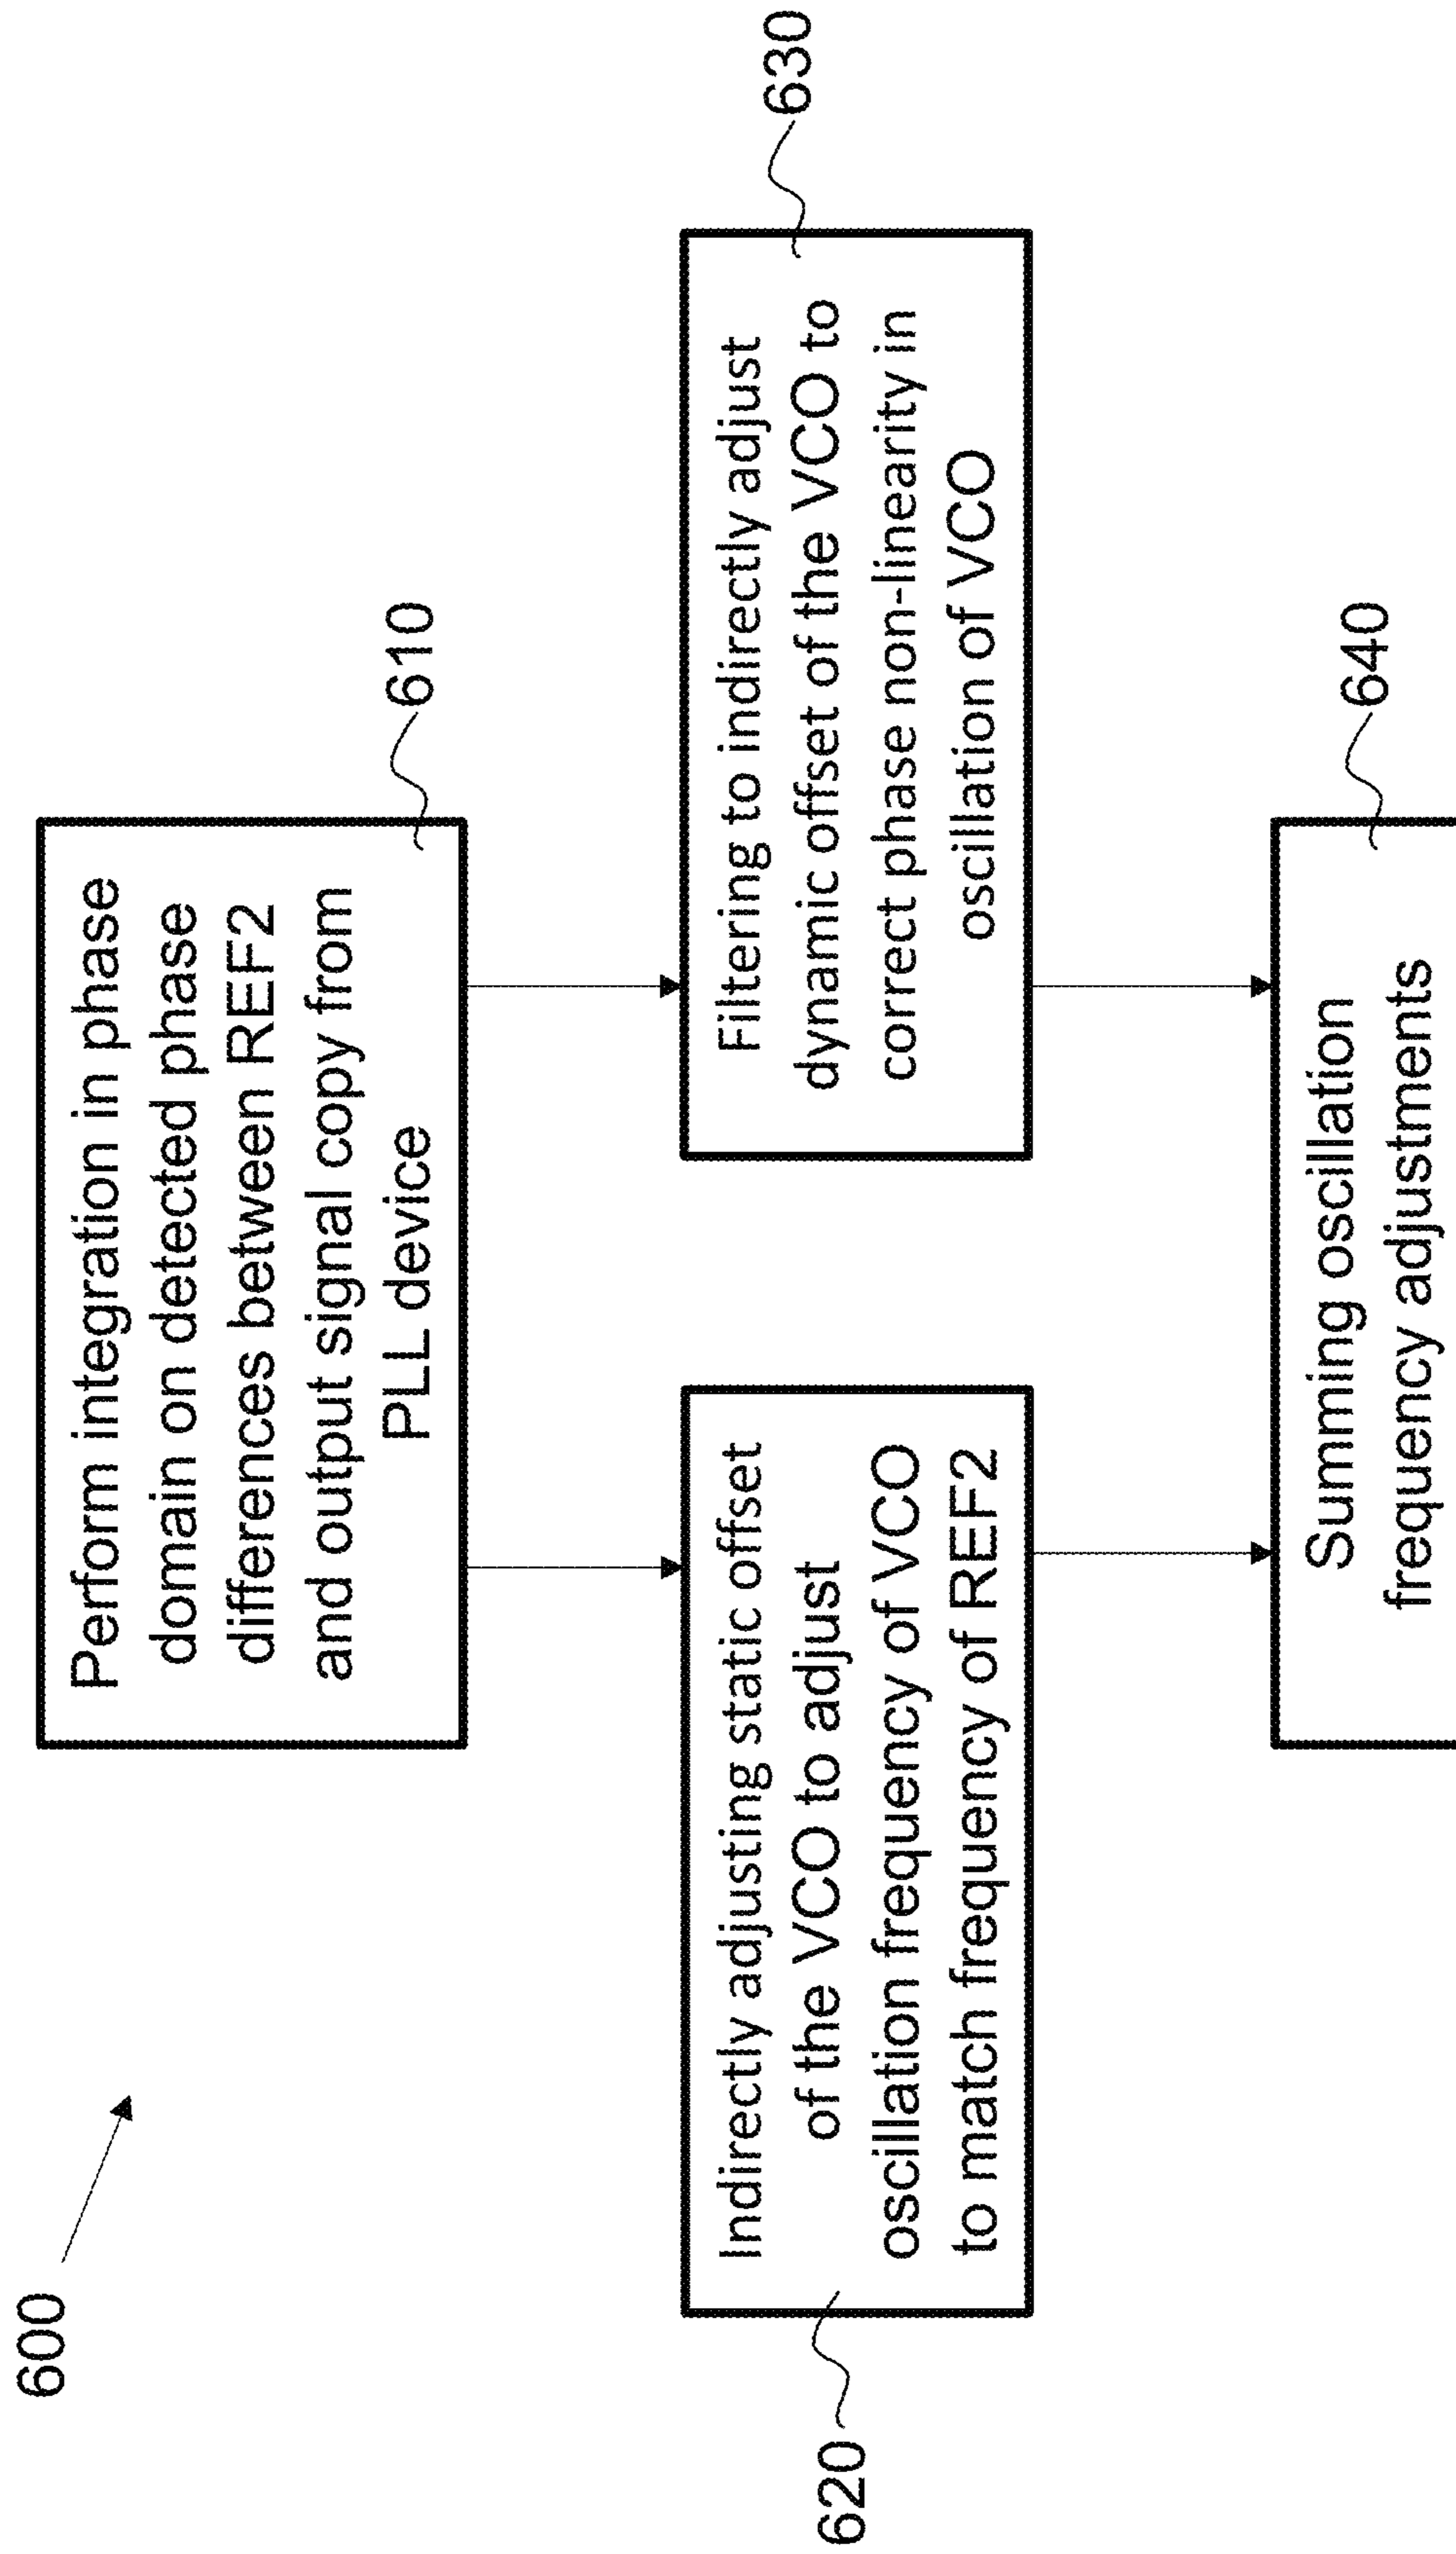 600
Perform integration in phase
domain on detected phase
differences between REF2
and output signal copy from
PLL device
610
Indirectly adjusting static offset
of the VCO to adjust
oscillation frequency of VCO
to match frequency of REF2
620
Filtering to indirectly adjust
dynamic offset of the VCO to
correct phase non-linearity in
oscillation of VCO
630
Summing oscillation
frequency adjustments
640